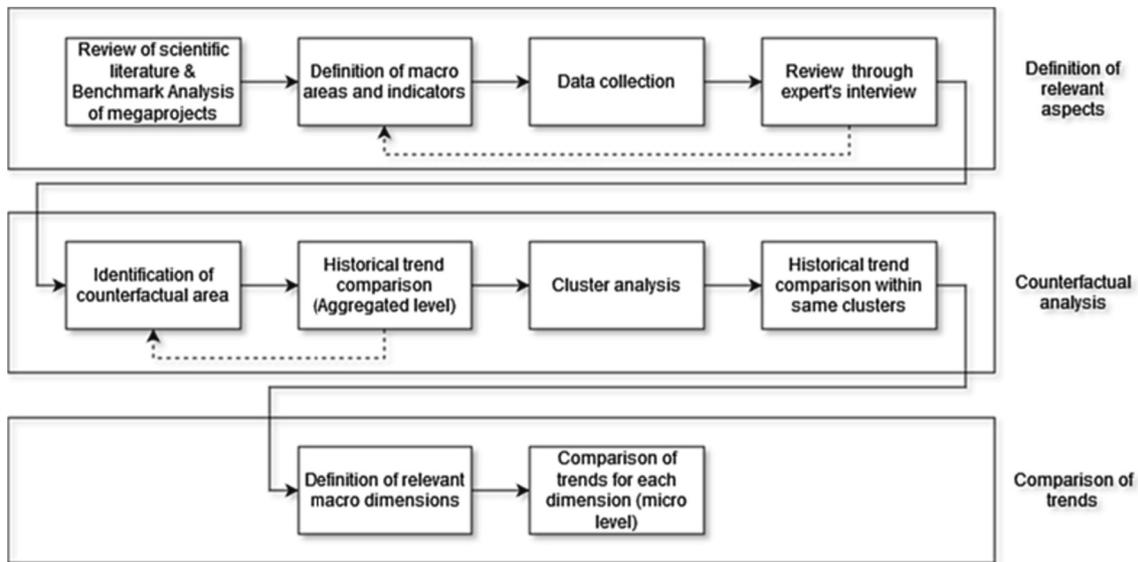 Review of scientific
literature &
Benchmark Analysis
of megaprojects
Definition of macro
areas and indicators
Data collection
Review through
expert's interview
Definition of
relevant
aspects
Identification of
counterfactual area
Historical trend
comparison
(Aggregated level)
Cluster analysis
Historical trend
comparison within
same clusters
Counterfactual
analysis
Definition of relevant
macro dimensions
Comparison of
trends for each
dimension (micro
level)
Comparison of
trends